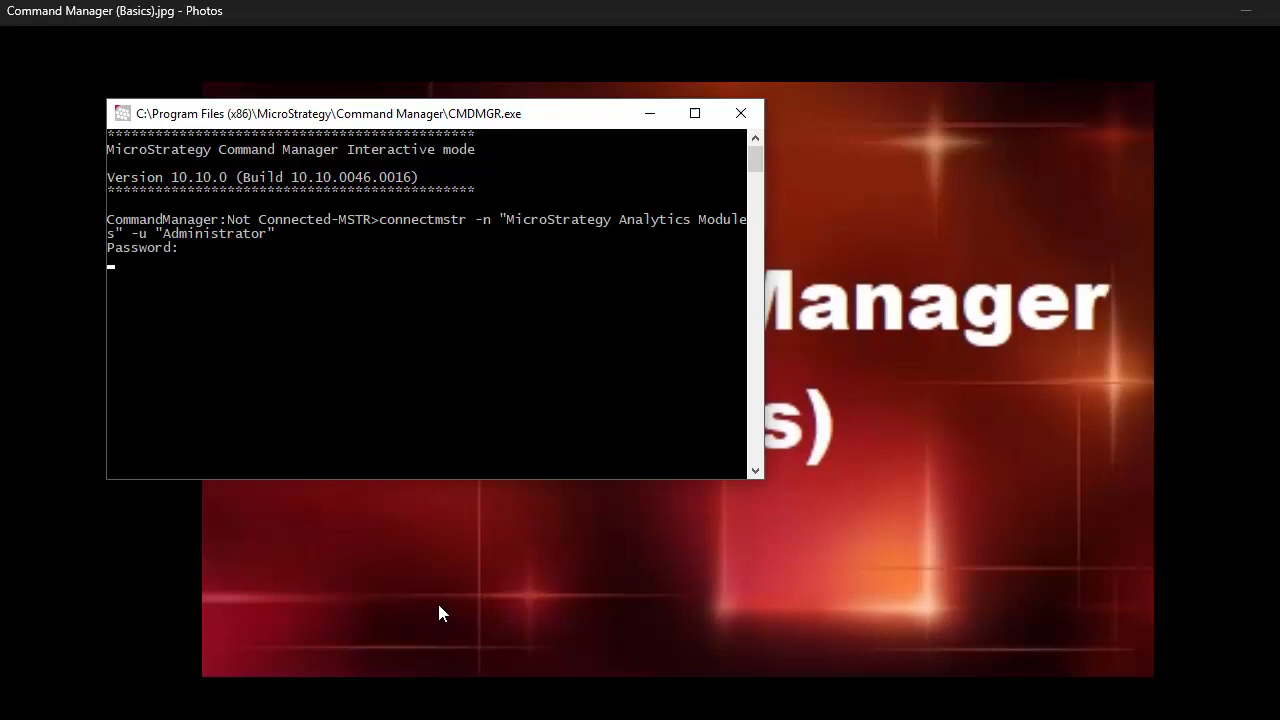 Command Manager (Basics).jpg - Photos
C:\Program Files (x86)\MicroStrategy\Command Manager\CMDMGR.exe
**********************************************
MicroStrategy Command Manager Interactive mode
Version 10.10.0 (Build 10.10.0046.0016)
**********************************************
CommandManager:Not Connected-MSTR>connectmstr -n "MicroStrategy Analytics Module
s" -u "Administrator"
Password:
Manager
s)